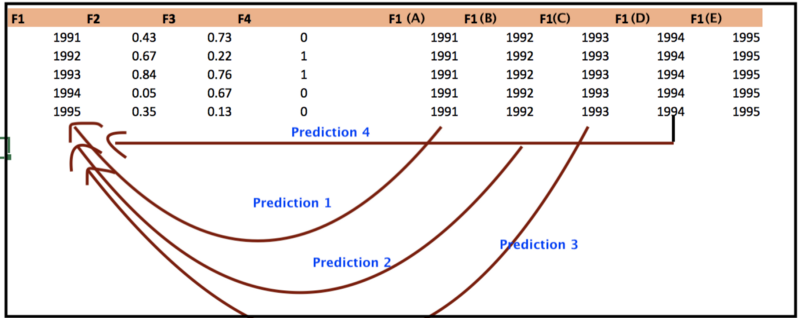 F1 F2 F3 F4 F1 (A) F1 (B) F1(C) F1 (D) F1(E)
1991 0.43 0.73 0 1991 1992 1993 1994 1995
1992 0.67 0.22 1 1991 1992 1993 1994 1995
1993 0.84 0.76 1 1991 1992 1993 1994 1995
1994 0.05 0.67 0 1991 1992 1993 1994 1995
1995 0.35 0.13 0 1991 1992 1993 1994 1995
Prediction 4
Prediction 1
Prediction 3
Prediction 2